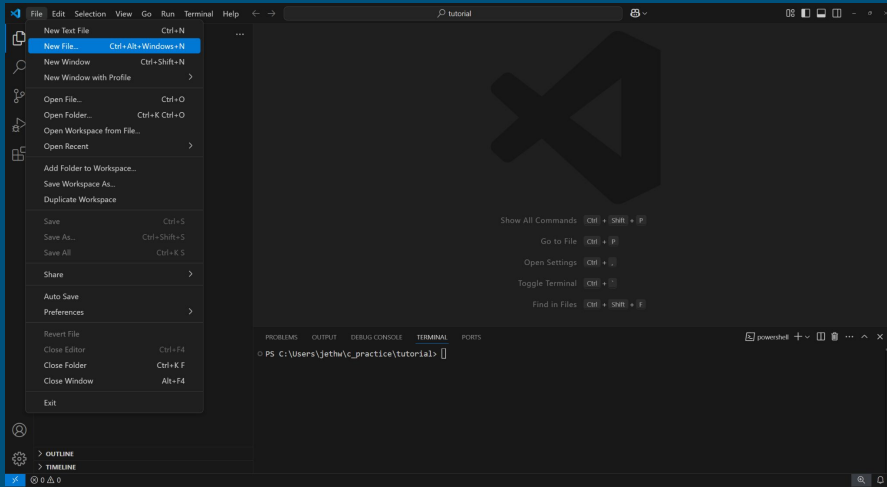 File Edit Selection View Go Run Terminal Help tutorial
New Text File Ctrl+N
New File... Ctrl+Alt+Windows+N
New Window Ctrl+Shift+N
New Window with Profile
Open File... Ctrl+O
Open Folder... Ctrl+K Ctrl+O
Open Workspace from File...
Open Recent
Add Folder to Workspace...
Save Workspace As...
Duplicate Workspace
Save Ctrl+S
Save As... Ctrl+Shift+S
Save All Ctrl+K S
Share
Auto Save
Preferences
Revert File
Close Editor Ctrl+F4
Close Folder Ctrl+K F
Close Window Alt+F4
Exit
OUTLINE
TIMELINE
Show All Commands Ctrl + Shift + P
Go to File Ctrl + P
Open Settings Ctrl + ,
Toggle Terminal Ctrl + `
Find in Files Ctrl + Shift + F
PROBLEMS OUTPUT DEBUG CONSOLE TERMINAL PORTS powershell
PS C:\Users\jethw\c_practice\tutorial>
0 0